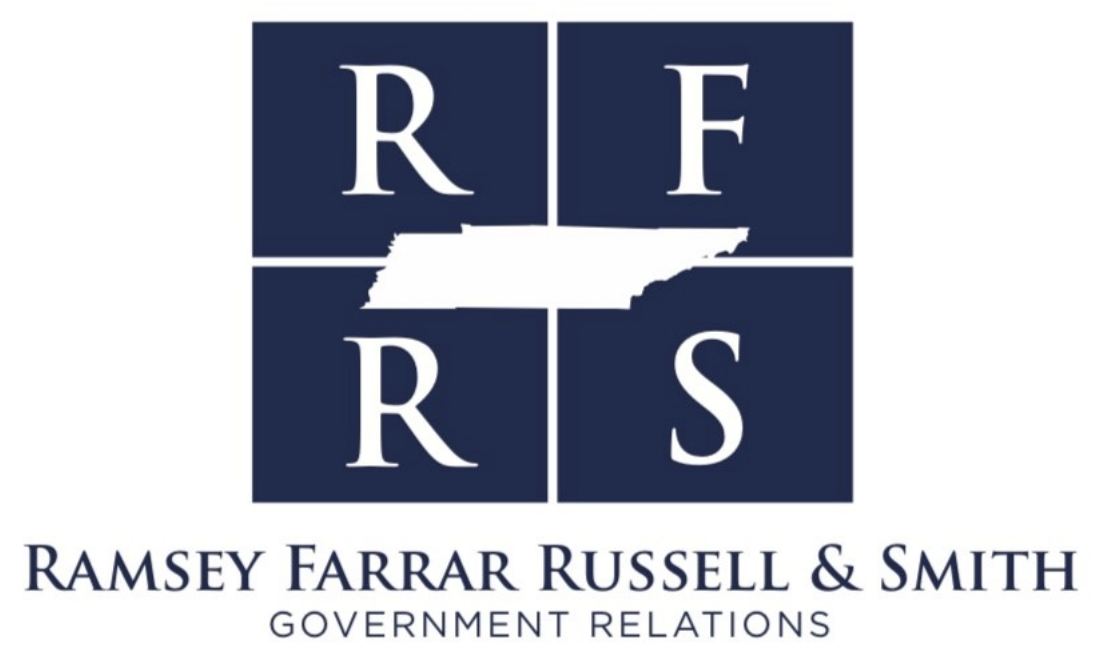 R F
R S
RAMSEY FARRAR RUSSELL & SMITH
GOVERNMENT RELATIONS